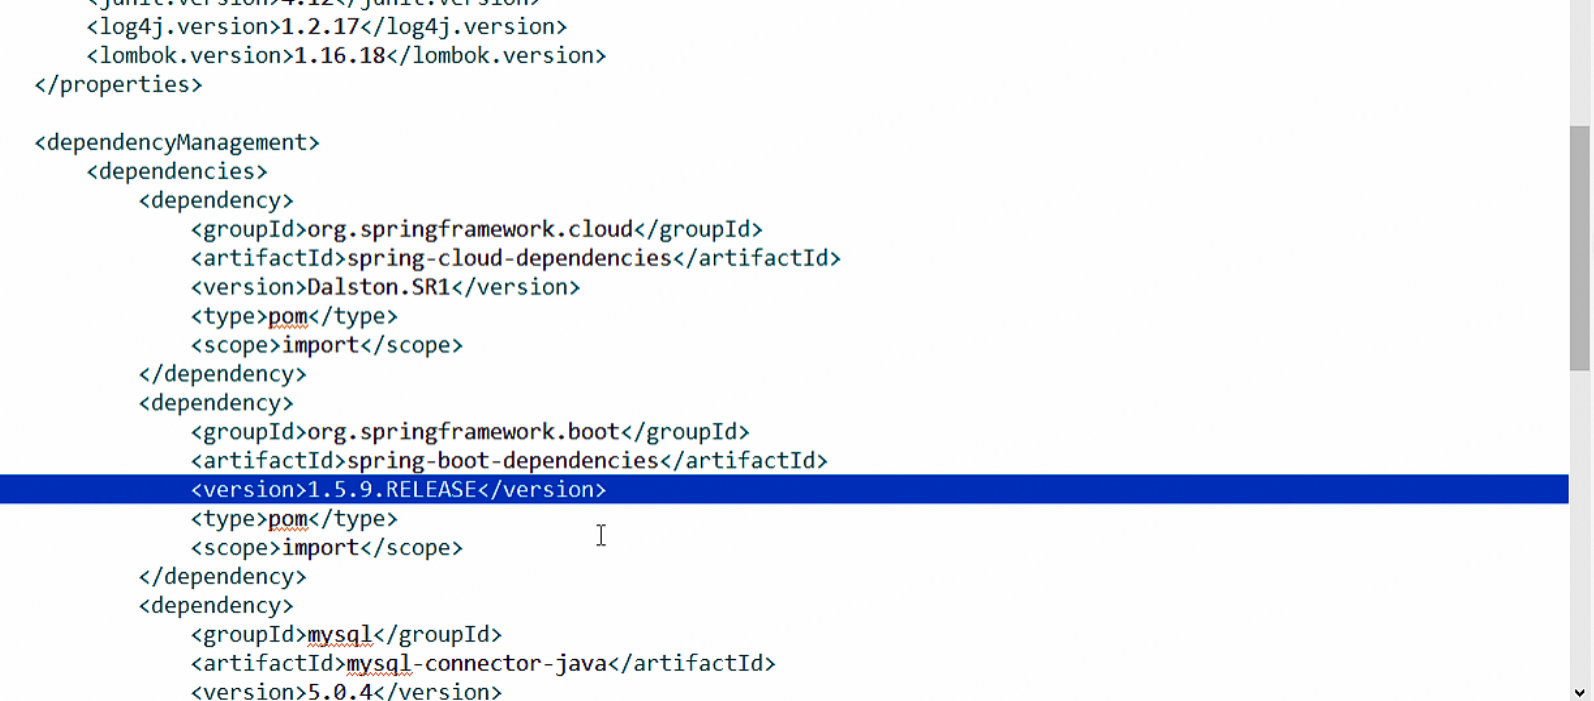 <junit.version>4.12</junit.version>
<log4j.version>1.2.17</log4j.version>
<lombok.version>1.16.18</lombok.version>
</properties>
<dependencyManagement>
<dependencies>
<dependency>
<groupId>org.springframework.cloud</groupId>
<artifactId>spring-cloud-dependencies</artifactId>
<version>Dalston.SR1</version>
<type>pom</type>
<scope>import</scope>
</dependency>
<dependency>
<groupId>org.springframework.boot</groupId>
<artifactId>spring-boot-dependencies</artifactId>
<version>1.5.9.RELEASE</version>
<type>pom</type>
<scope>import</scope>
</dependency>
<dependency>
<groupId>mysql</groupId>
<artifactId>mysql-connector-java</artifactId>
<version>5.0.4</version>